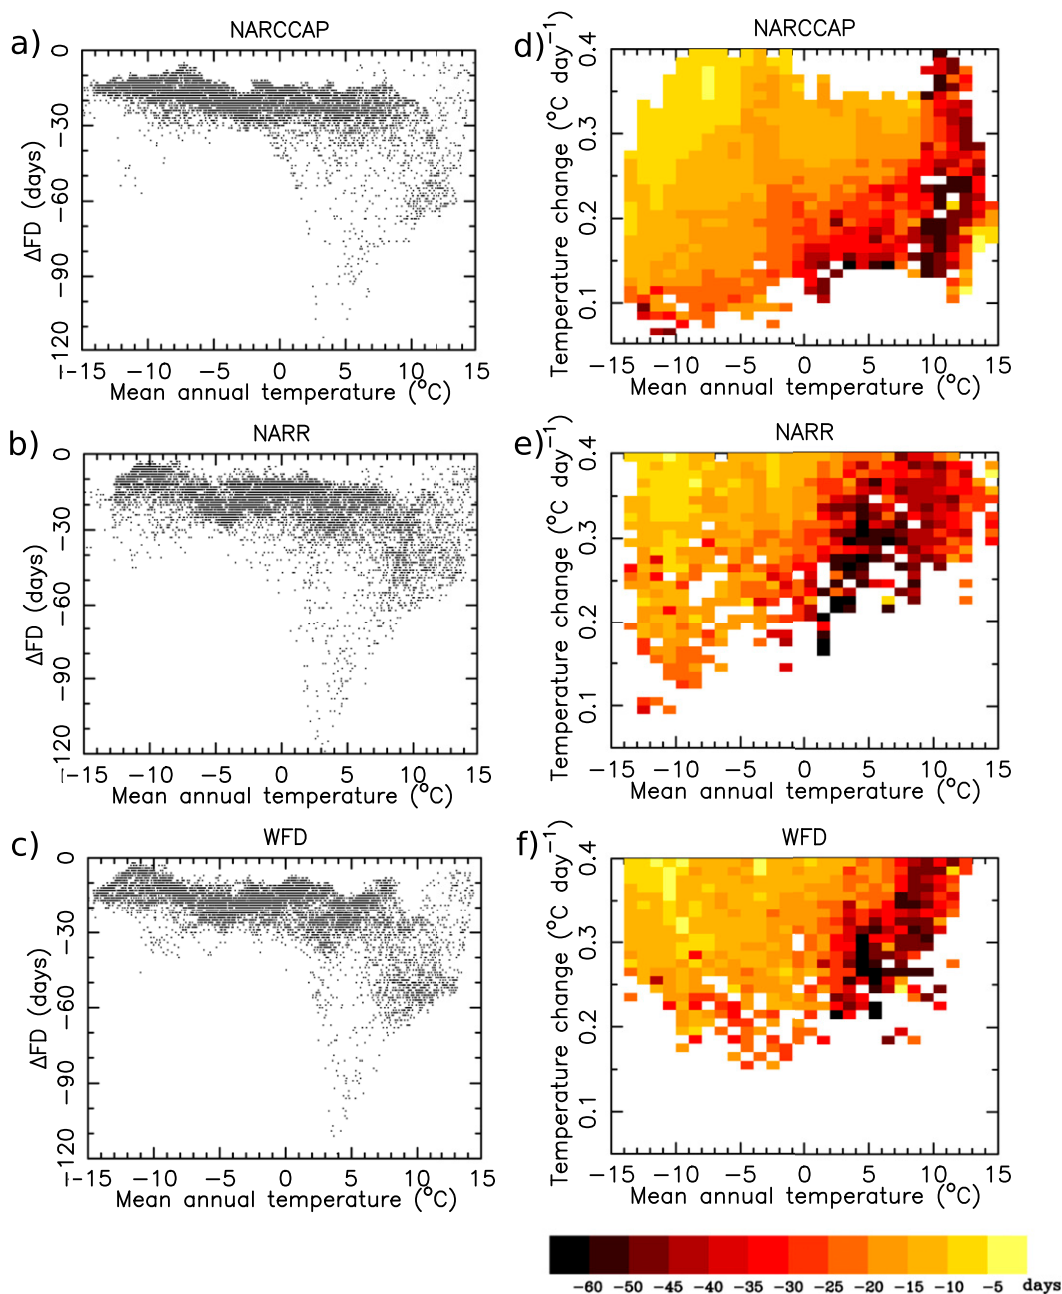 a)
NARCCAP
0
−30
−60
−90
−120
ΔFD (days)
−15 −10 −5 0 5 10 15
Mean annual temperature (°C)
d)
NARCCAP
0.4
0.3
0.2
0.1
Temperature change (°C day⁻¹)
−15 −10 −5 0 5 10 15
Mean annual temperature (°C)
b)
NARR
0
−30
−60
−90
−120
ΔFD (days)
−15 −10 −5 0 5 10 15
Mean annual temperature (°C)
e)
NARR
0.4
0.3
0.2
0.1
Temperature change (°C day⁻¹)
−15 −10 −5 0 5 10 15
Mean annual temperature (°C)
c)
WFD
0
−30
−60
−90
−120
ΔFD (days)
−15 −10 −5 0 5 10 15
Mean annual temperature (°C)
f)
WFD
0.4
0.3
0.2
0.1
Temperature change (°C day⁻¹)
−15 −10 −5 0 5 10 15
Mean annual temperature (°C)
−60 −50 −45 −40 −35 −30 −25 −20 −15 −10 −5 days